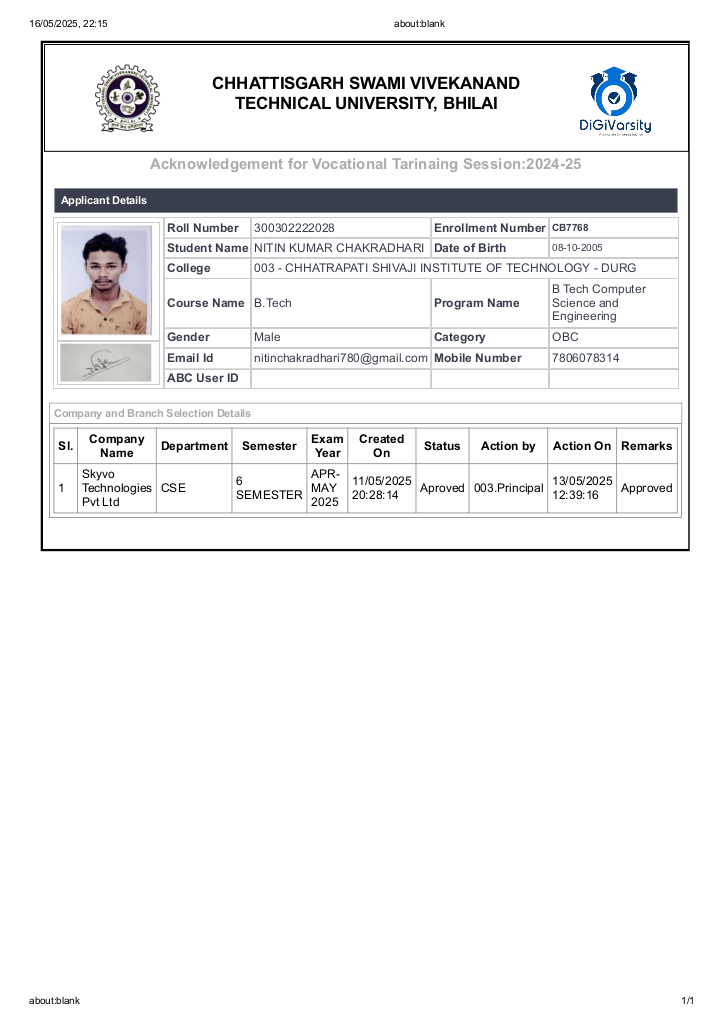 16/05/2025, 22:15 about:blank
CHHATTISGARH SWAMI VIVEKANAND
TECHNICAL UNIVERSITY, BHILAI
DiGiVarsity
Acknowledgement for Vocational Tarinaing Session:2024-25
Applicant Details
Roll Number 300302222028 Enrollment Number CB7768
Student Name NITIN KUMAR CHAKRADHARI Date of Birth 08-10-2005
College 003 - CHHATRAPATI SHIVAJI INSTITUTE OF TECHNOLOGY - DURG
Course Name B.Tech Program Name B Tech Computer
Science and
Engineering
Gender Male Category OBC
Email Id nitinchakradhari780@gmail.com Mobile Number 7806078314
ABC User ID
Company and Branch Selection Details
Sl. Company Name Department Semester Exam Year Created On Status Action by Action On Remarks
1 Skyvo Technologies Pvt Ltd CSE 6 SEMESTER APR-MAY 2025 11/05/2025 20:28:14 Aproved 003.Principal 13/05/2025 12:39:16 Approved
about:blank 1/1